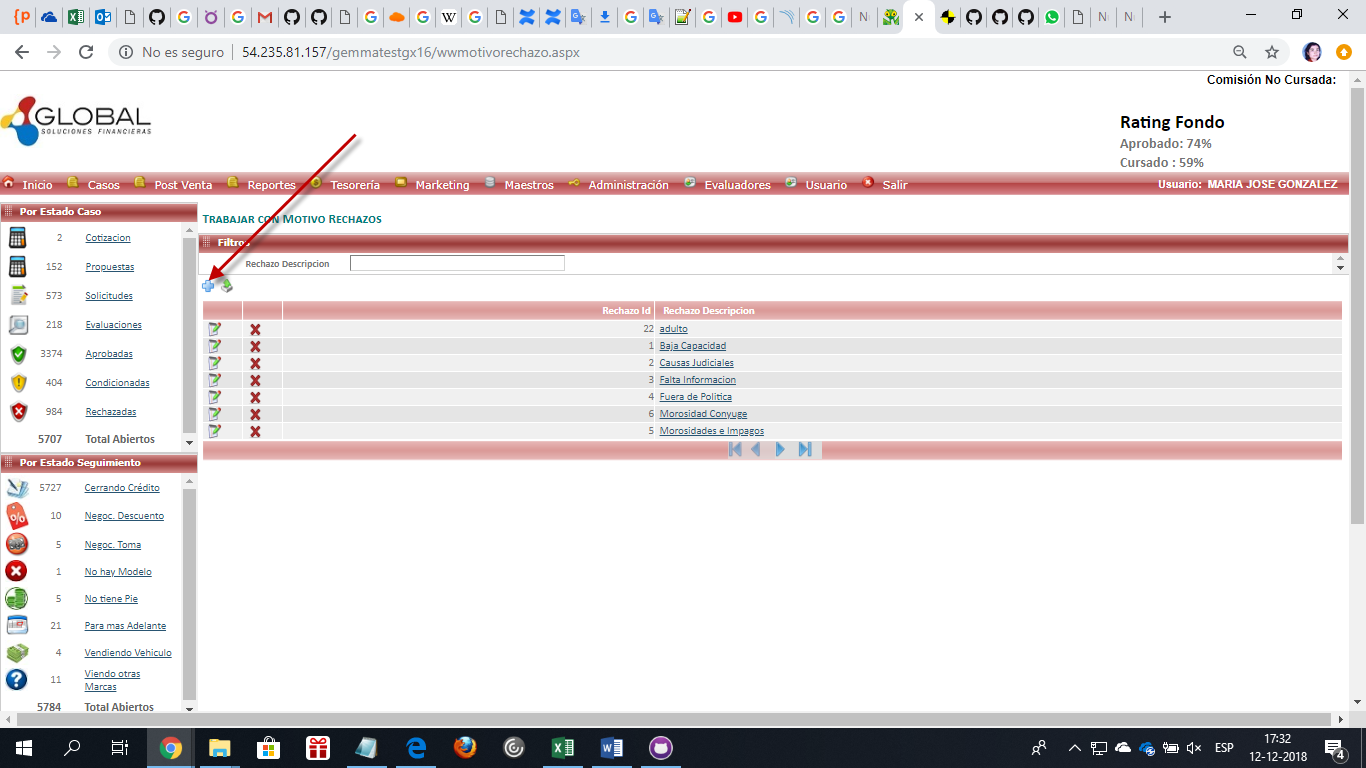 No es seguro
54.235.81.157/gemmatestgx16/wwmotivorechazo.aspx
Comisión No Cursada:
GLOBAL
SOLUCIONES FINANCIERAS
Rating Fondo
Aprobado: 74%
Cursado : 59%
Inicio Casos Post Venta Reportes Tesorería Marketing Maestros Administración Evaluadores Usuario Salir Usuario: MARIA JOSE GONZALEZ
Por Estado Caso
2 Cotizacion
152 Propuestas
573 Solicitudes
218 Evaluaciones
3374 Aprobadas
404 Condicionadas
984 Rechazadas
5707 Total Abiertos
Por Estado Seguimiento
5727 Cerrando Crédito
10 Negoc. Descuento
5 Negoc. Toma
1 No hay Modelo
5 No tiene Pie
21 Para mas Adelante
4 Vendiendo Vehiculo
11 Viendo otras
Marcas
5784 Total Abiertos
TRABAJAR CON MOTIVO RECHAZOS
Filtros
Rechazo Descripcion
Rechazo Id Rechazo Descripcion
22 adulto
1 Baja Capacidad
2 Causas Judiciales
3 Falta Informacion
4 Fuera de Politica
6 Morosidad Conyuge
5 Morosidades e Impagos
ESP
17:32
12-12-2018
4